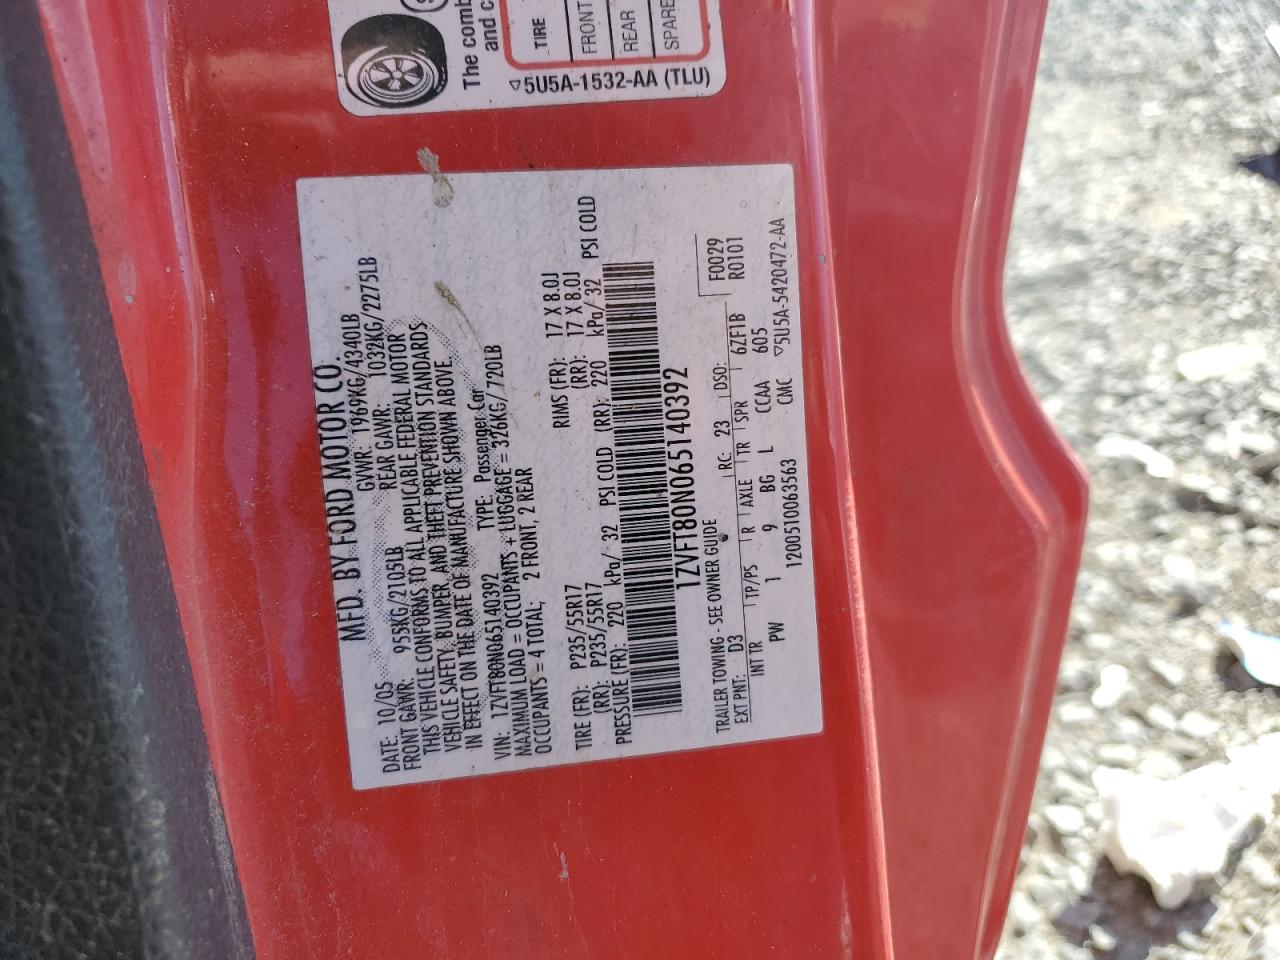 The comb
and c
TIRE
FRONT
REAR
SPARE
5U5A-1532-AA (TLU)
MFD. BY FORD MOTOR CO.
DATE: 10/05 GVWR: 1969KG/4340LB
FRONT GAWR: 955KG/2105LB REAR GAWR: 1032KG/2275LB
THIS VEHICLE CONFORMS TO ALL APPLICABLE FEDERAL MOTOR
VEHICLE SAFETY, BUMPER, AND THEFT PREVENTION STANDARDS
IN EFFECT ON THE DATE OF MANUFACTURE SHOWN ABOVE.
VIN: 1ZVFT80N065140392 TYPE: Passenger Car
MAXIMUM LOAD = OCCUPANTS + LUGGAGE = 326KG/720LB
OCCUPANTS = 4 TOTAL; 2 FRONT, 2 REAR
TIRE (FR): P235/55R17 RIMS (FR): 17 X 8.0J
(RR): P235/55R17 (RR): 17 X 8.0J
PRESSURE (FR): 220 kPa/ 32 PSI COLD (RR): 220 kPa/ 32 PSI COLD
1ZVFT80N065140392
TRAILER TOWING - SEE OWNER GUIDE F0029
EXT PNT: D3 RC: 23 DSO: R0101
INT TR TP/PS R AXLE TR SPR 6ZF1B
PW 1 9 BG L CCAA 605
1200510063563 CMC 5U5A-5420472-AA